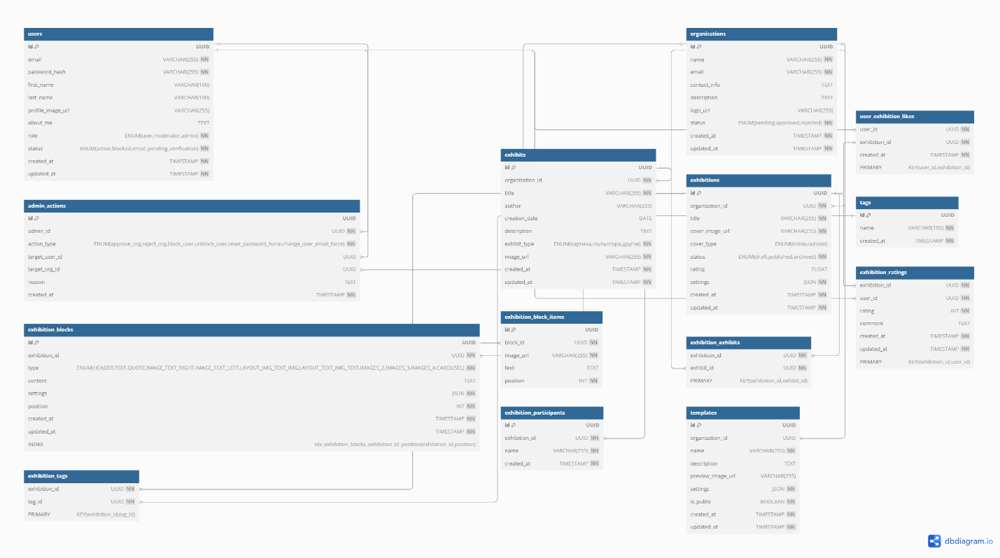 users
id UUID
email VARCHAR(255) NN
password_hash VARCHAR(255) NN
first_name VARCHAR(100)
last_name VARCHAR(100)
profile_image_url VARCHAR(255)
about_me TEXT
role ENUM(user,moderator,admin) NN
status ENUM(active,blocked,email_pending_verification) NN
created_at TIMESTAMP NN
updated_at TIMESTAMP NN
admin_actions
id UUID
admin_id UUID NN
action_type ENUM(approve_org,reject_org,block_user,unblock_user,reset_password_force,change_user_email_force) NN
target_user_id UUID
target_org_id UUID
reason TEXT
created_at TIMESTAMP NN
exhibition_blocks
id UUID
exhibition_id UUID NN
type ENUM(HEADER,TEXT,QUOTE,IMAGE_TEXT_RIGHT,IMAGE_TEXT_LEFT,LAYOUT_IMG_TEXT_IMG,LAYOUT_TEXT_IMG_TEXT,IMAGES_2,IMAGES_3,IMAGES_4,CAROUSEL) NN
content TEXT
settings JSON NN
position INT NN
created_at TIMESTAMP NN
updated_at TIMESTAMP NN
INDEX idx_exhibition_blocks_exhibition_id_position(exhibition_id,position)
exhibition_tags
exhibition_id UUID NN
tag_id UUID NN
PRIMARY KEY(exhibition_id,tag_id)
exhibits
id UUID
organization_id UUID NN
title VARCHAR(255) NN
author VARCHAR(255)
creation_date DATE
description TEXT
exhibit_type ENUM(картина,скульптура,другое) NN
image_url VARCHAR(255) NN
created_at TIMESTAMP NN
updated_at TIMESTAMP NN
exhibition_block_items
id UUID
block_id UUID NN
image_url VARCHAR(255) NN
text TEXT
position INT NN
exhibition_participants
id UUID
exhibition_id UUID NN
name VARCHAR(255) NN
created_at TIMESTAMP NN
organizations
id UUID
name VARCHAR(255) NN
email VARCHAR(255) NN
contact_info TEXT
description TEXT
logo_url VARCHAR(255)
status ENUM(pending,approved,rejected) NN
created_at TIMESTAMP NN
updated_at TIMESTAMP NN
exhibitions
id UUID
organization_id UUID NN
title VARCHAR(255) NN
cover_image_url VARCHAR(255) NN
cover_type ENUM(inside,outside)
status ENUM(draft,published,archived) NN
rating FLOAT
settings JSON NN
created_at TIMESTAMP NN
updated_at TIMESTAMP NN
exhibition_exhibits
exhibition_id UUID NN
exhibit_id UUID NN
PRIMARY KEY(exhibition_id,exhibit_id)
templates
id UUID
organization_id UUID
name VARCHAR(255) NN
description TEXT
preview_image_url VARCHAR(255)
settings JSON NN
is_public BOOLEAN NN
created_at TIMESTAMP NN
updated_at TIMESTAMP NN
user_exhibition_likes
user_id UUID NN
exhibition_id UUID NN
created_at TIMESTAMP NN
PRIMARY KEY(user_id,exhibition_id)
tags
id UUID
name VARCHAR(100) NN
created_at TIMESTAMP NN
exhibition_ratings
exhibition_id UUID NN
user_id UUID NN
rating INT NN
comment TEXT
created_at TIMESTAMP NN
updated_at TIMESTAMP NN
PRIMARY KEY(exhibition_id,user_id)
dbdiagram.io